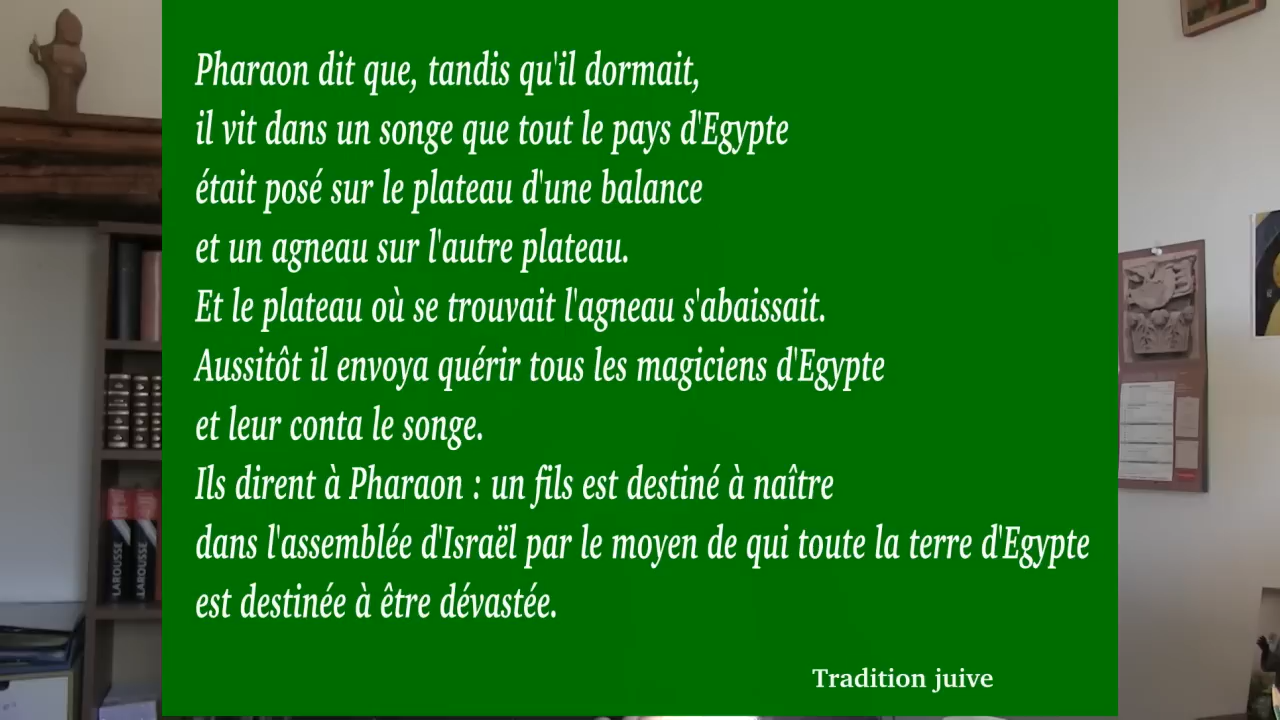 Pharaon dit que, tandis qu'il dormait,
il vit dans un songe que tout le pays d'Egypte
était posé sur le plateau d'une balance
et un agneau sur l'autre plateau.
Et le plateau où se trouvait l'agneau s'abaissait.
Aussitôt il envoya quérir tous les magiciens d'Egypte
et leur conta le songe.
Ils dirent à Pharaon : un fils est destiné à naître
dans l'assemblée d'Israël par le moyen de qui toute la terre d'Egypte
est destinée à être dévastée.
Tradition juive
LAROUSSE
LAROUSSE